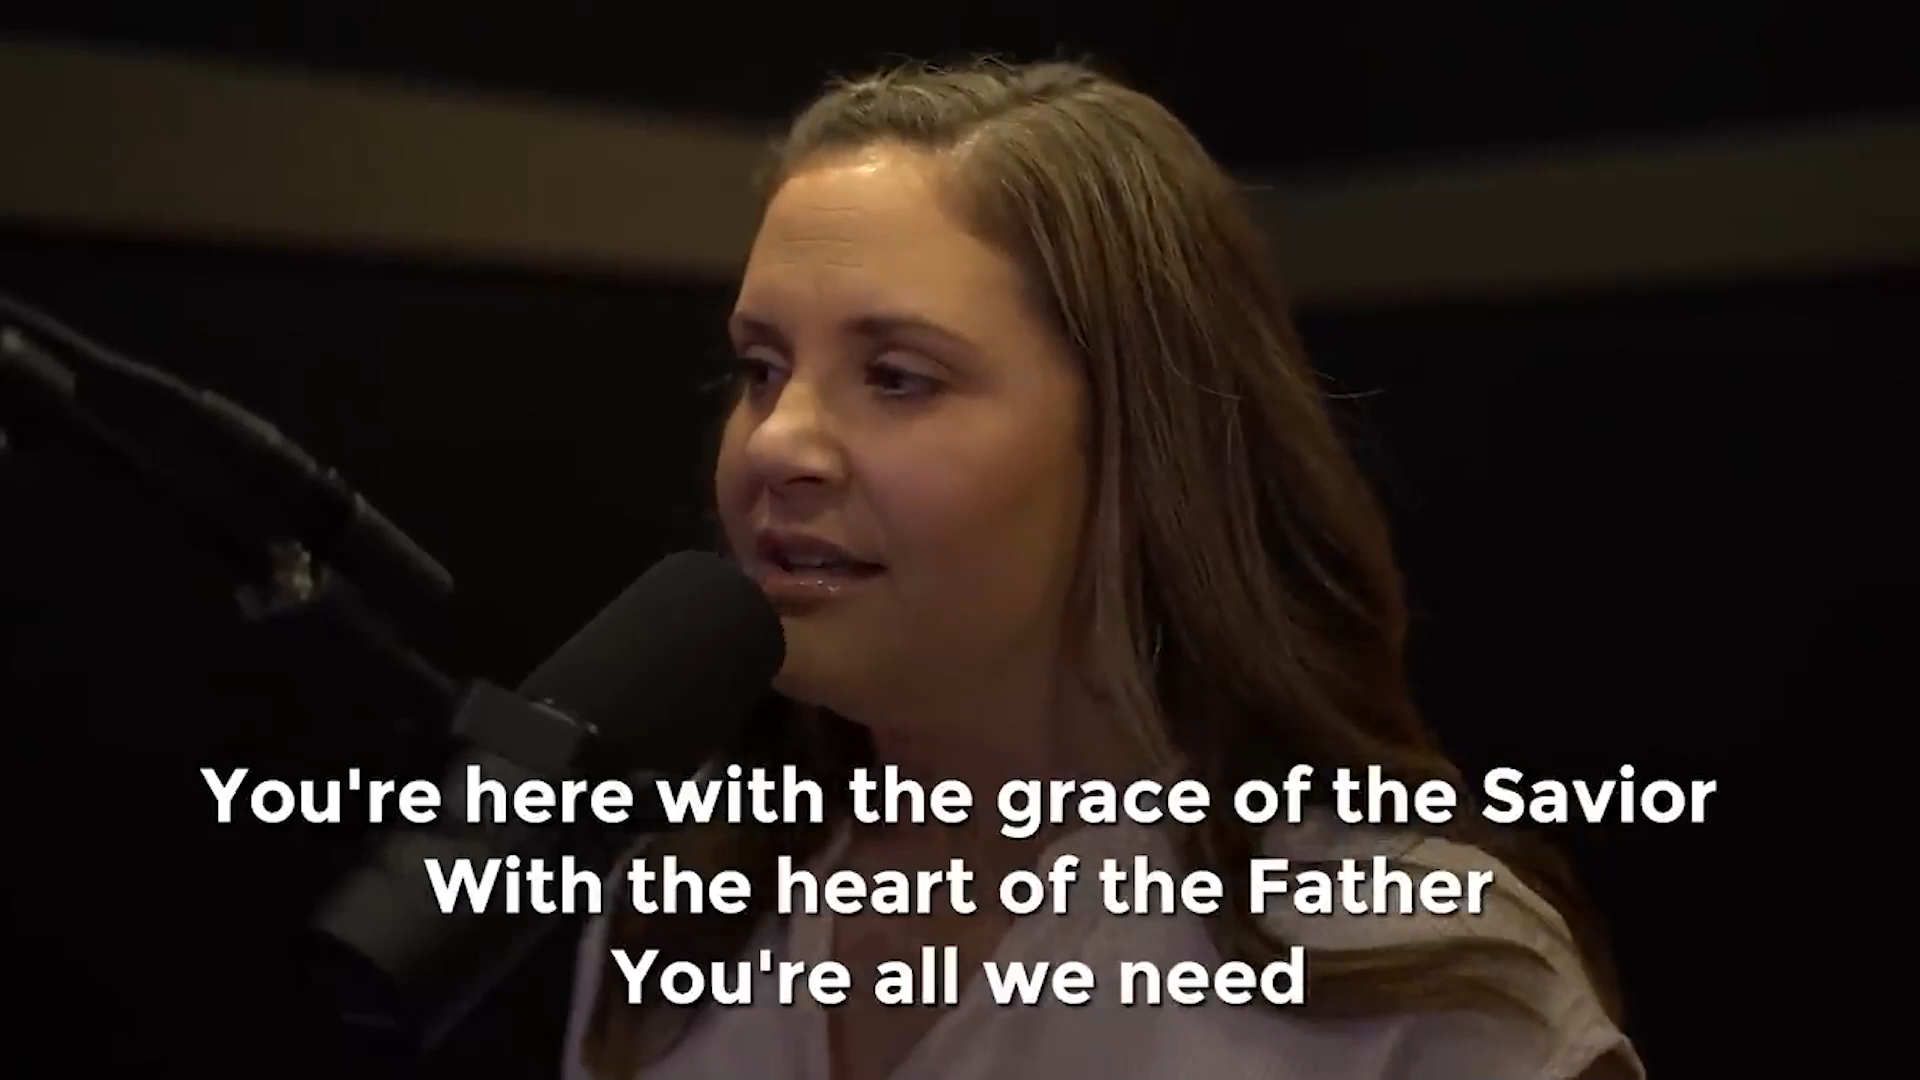 You're here with the grace of the Savior
With the heart of the Father
You're all we need